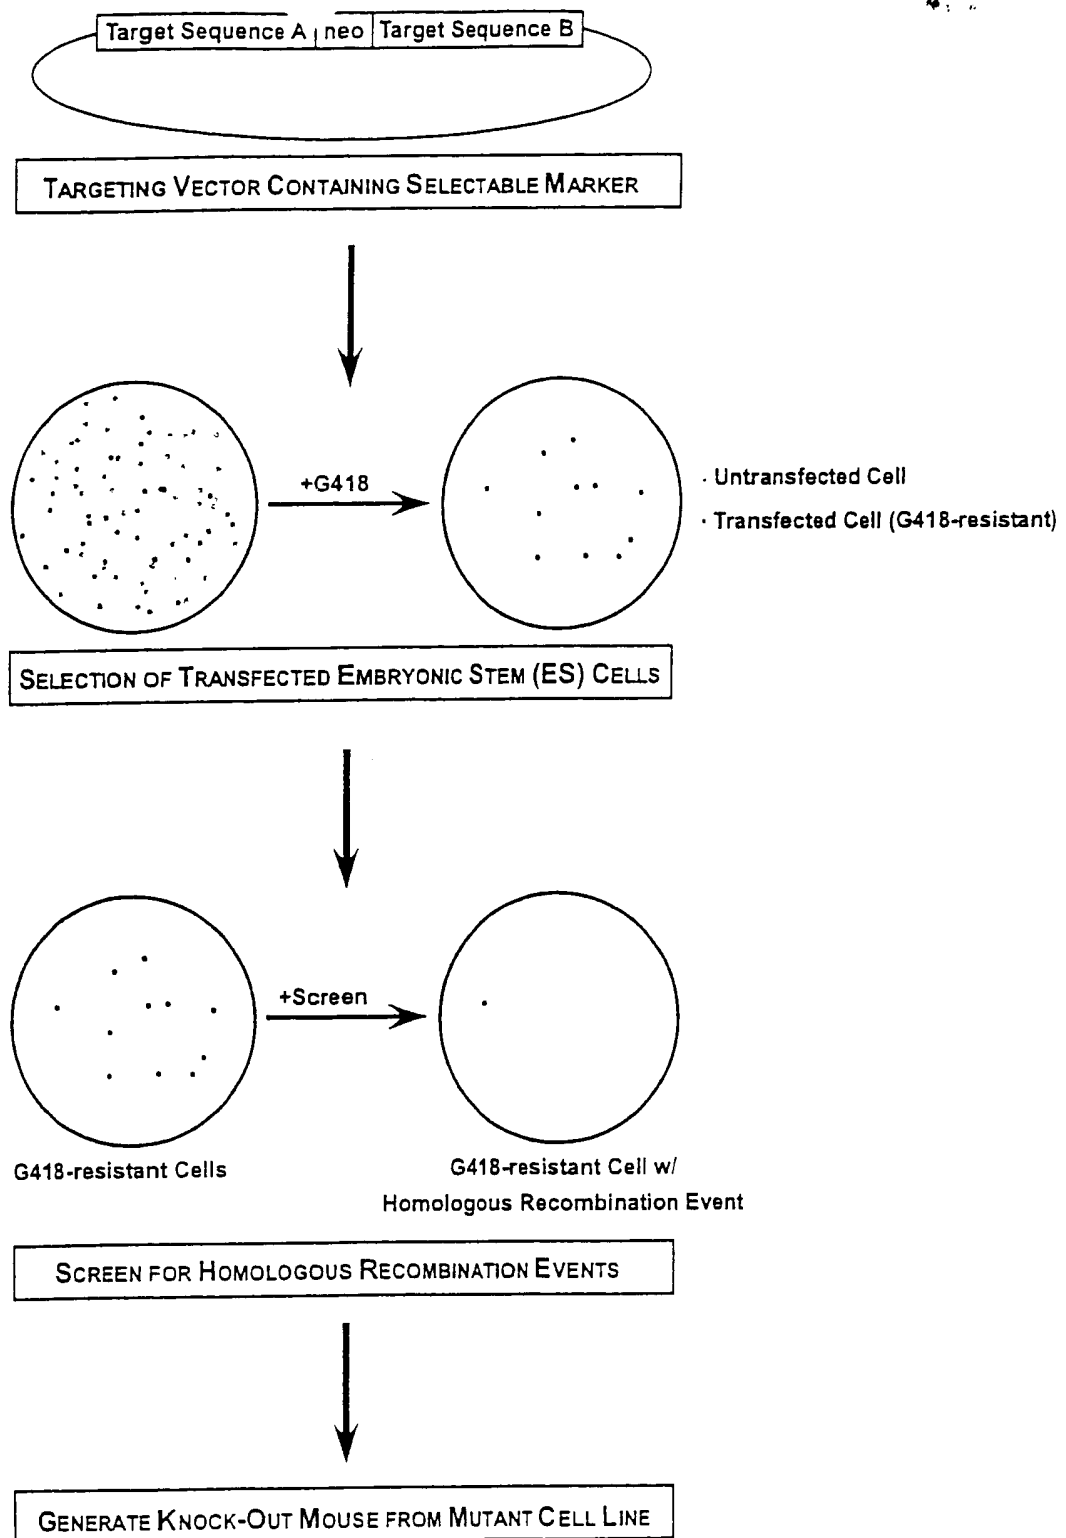 Target Sequence A neo Target Sequence B
TARGETING VECTOR CONTAINING SELECTABLE MARKER
+G418
· Untransfected Cell
· Transfected Cell (G418-resistant)
SELECTION OF TRANSFECTED EMBRYONIC STEM (ES) CELLS
+Screen
G418-resistant Cells
G418-resistant Cell w/
Homologous Recombination Event
SCREEN FOR HOMOLOGOUS RECOMBINATION EVENTS
GENERATE KNOCK-OUT MOUSE FROM MUTANT CELL LINE